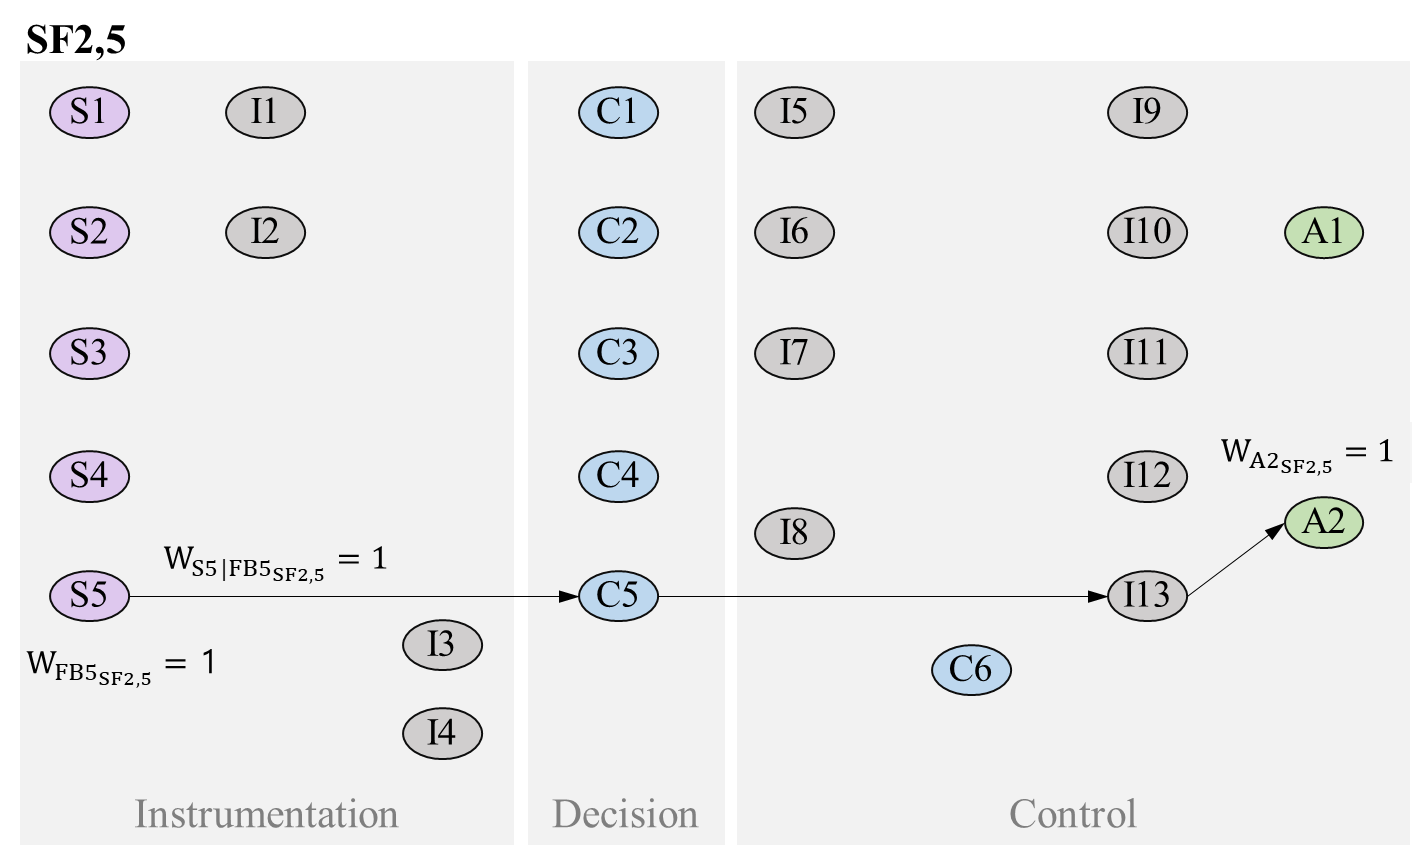 SF2,5
S1 I1 C1 I5 I9
S2 I2 C2 I6 I10 A1
S3 C3 I7 I11
W_{A2_{SF2,5}} = 1
S4 C4 I12
I8 A2
W_{S5|FB5_{SF2,5}} = 1
S5 C5 I13
I3
W_{FB5_{SF2,5}} = 1 C6
I4
Instrumentation Decision Control